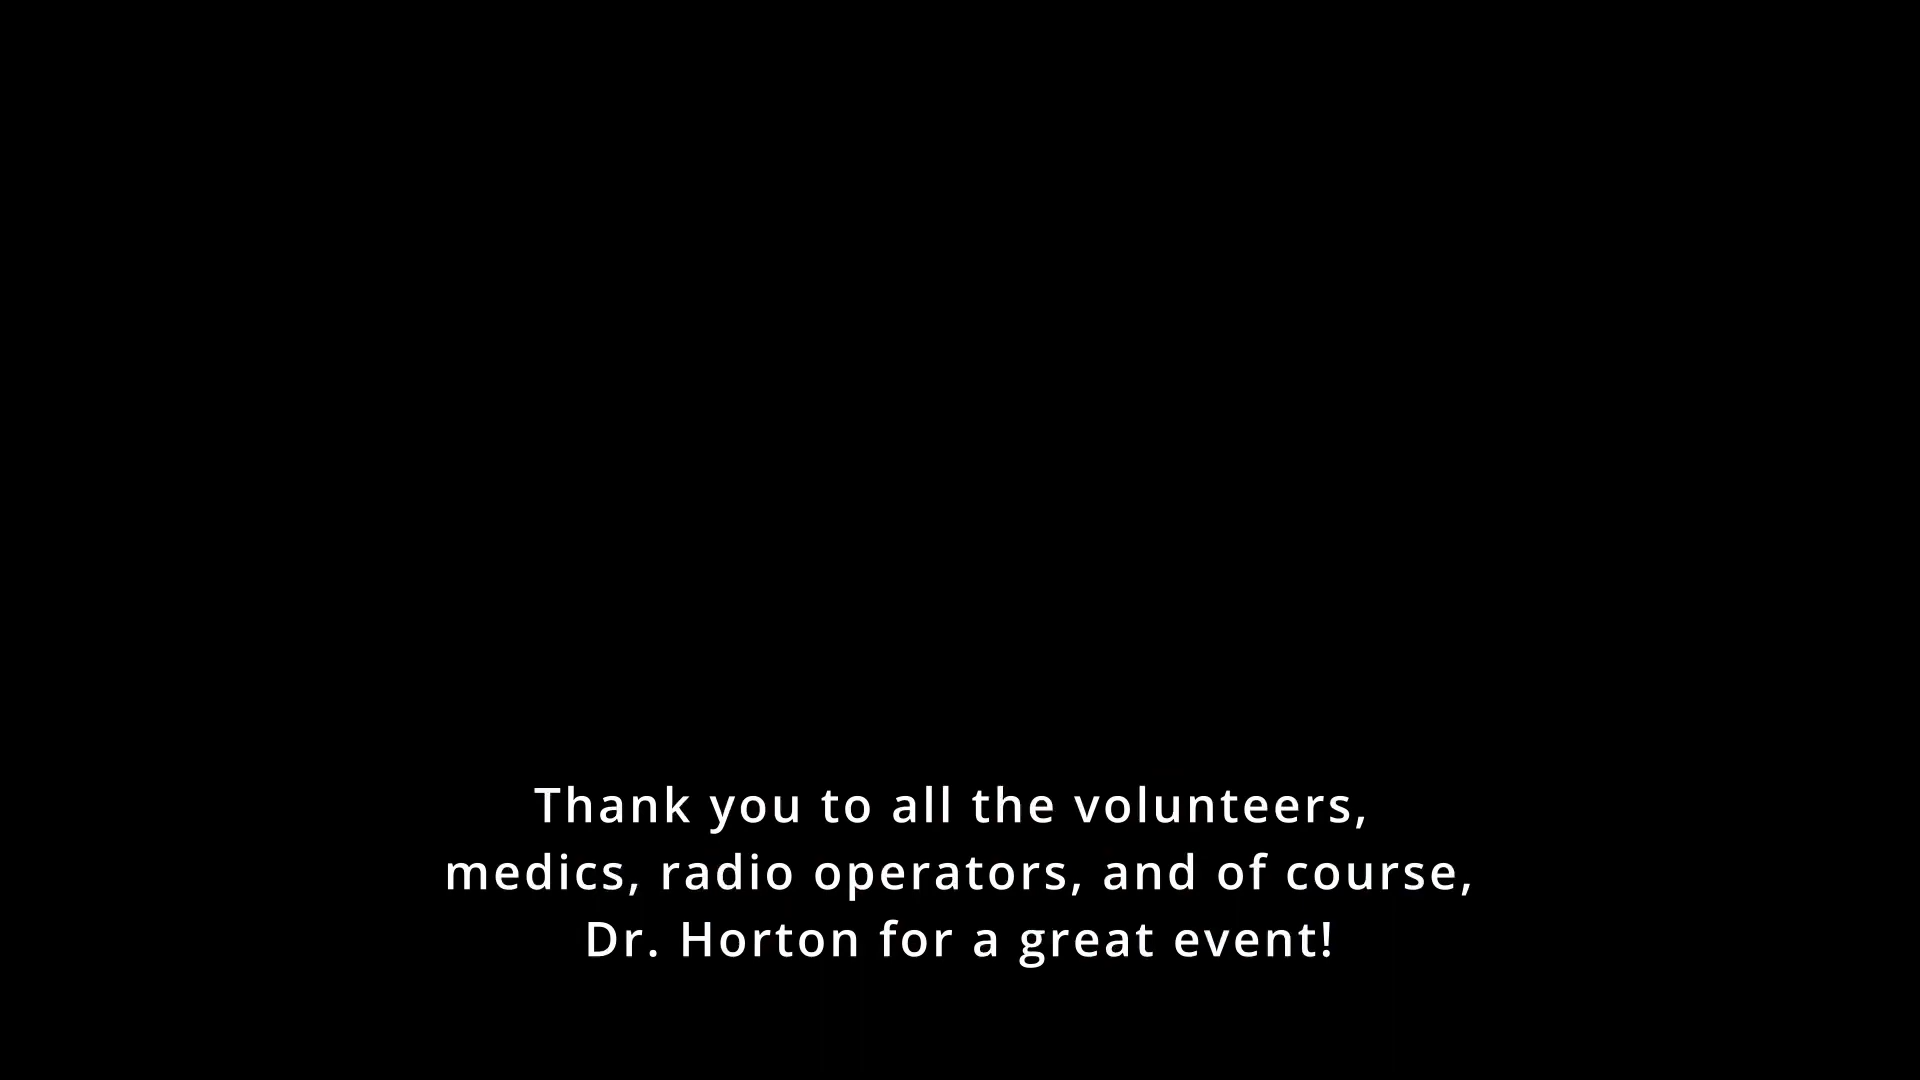 Thank you to all the volunteers,
medics, radio operators, and of course,
Dr. Horton for a great event!